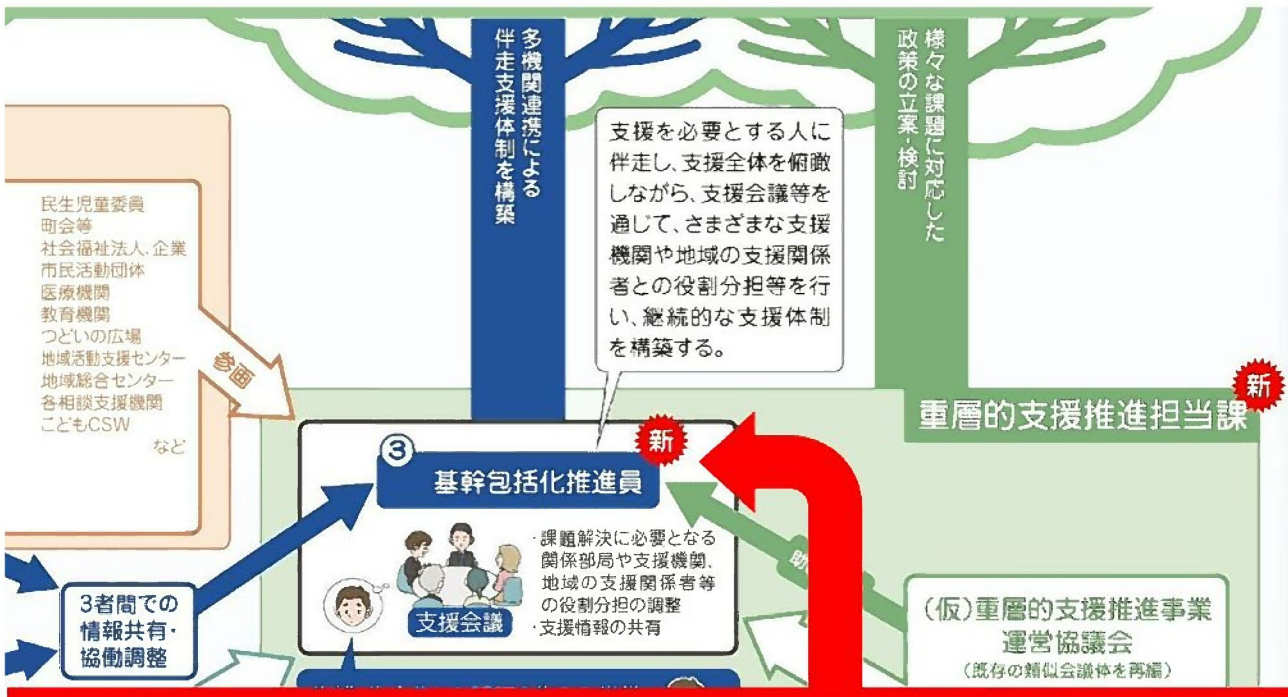 多機関連携による
伴走支援体制を構築
様々な課題に対応した
政策の立案・検討
支援を必要とする人に
伴走し、支援全体を俯瞰
しながら、支援会議等を
通じて、さまざまな支援
機関や地域の支援関係
者との役割分担等を行
い、継続的な支援体制
を構築する。
民生児童委員
町会等
社会福祉法人、企業
市民活動団体
医療機関
教育機関
つどいの広場
地域活動支援センター
地域総合センター
各相談支援機関
こどもCSW
など
参画
新
重層的支援推進担当課
③
新
基幹包括化推進員
・課題解決に必要となる
関係部局や支援機関、
地域の支援関係者等
の役割分担の調整
・支援情報の共有
支援会議
3者間での
情報共有・
協働調整
助
(仮)重層的支援推進事業
運営協議会
(既存の類似会議体を再編)